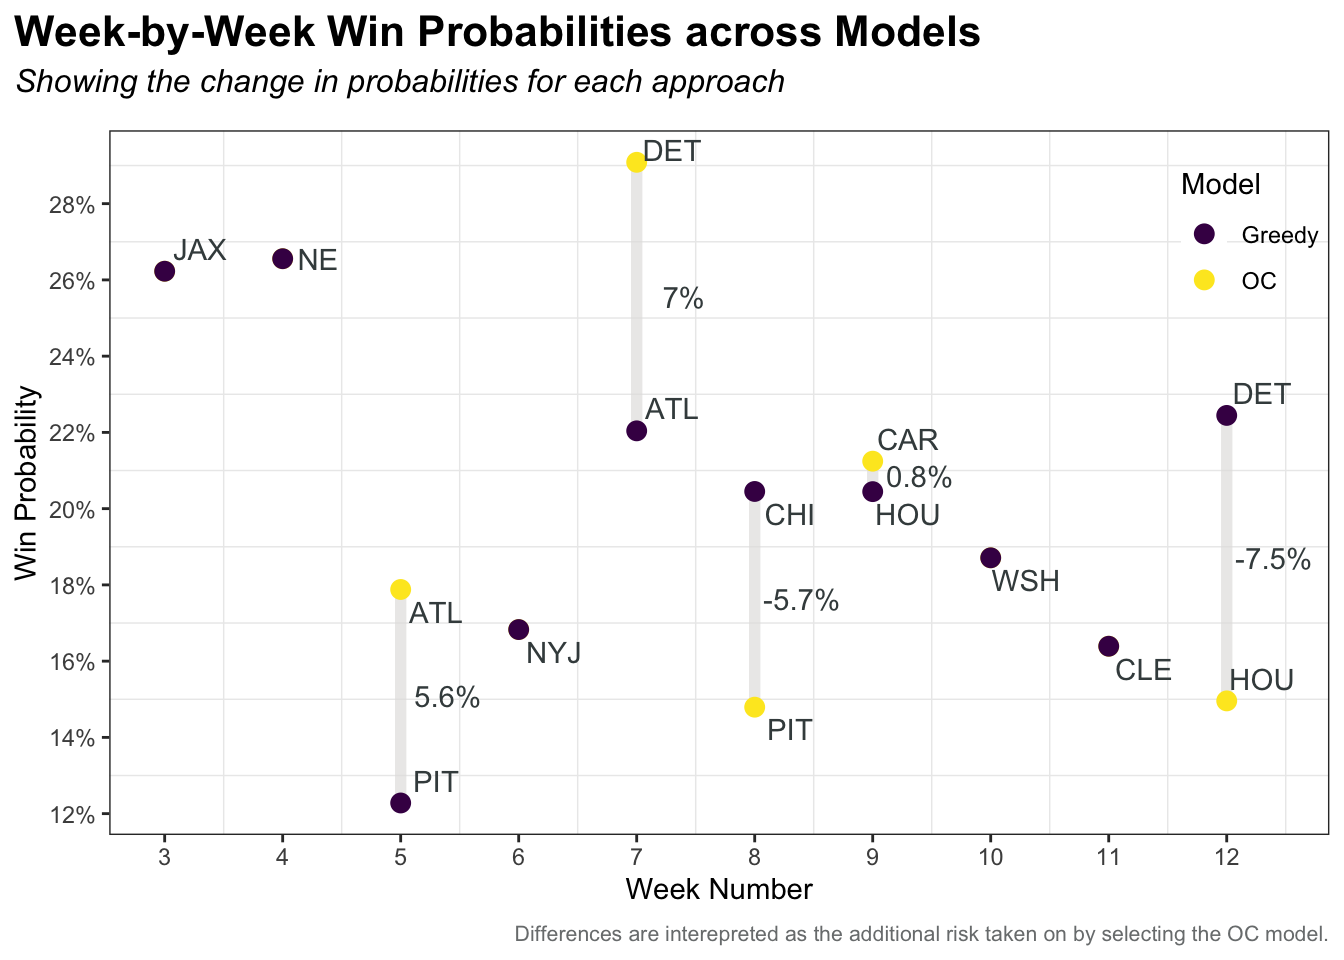 Week-by-Week Win Probabilities across Models
Showing the change in probabilities for each approach
DET
Model
28%
Greedy
JAX
NE
26%
OC
7%
24%
DET
ATL
22%
CAR
0.8%
20%
CHI
HOU
-7.5%
18%
WSH
-5.7%
ATL
NYJ
16%
CLE
HOU
5.6%
14%
PIT
PIT
12%
Win Probability
3 4 5 6 7 8 9 10 11 12
Week Number
Differences are interepreted as the additional risk taken on by selecting the OC model.